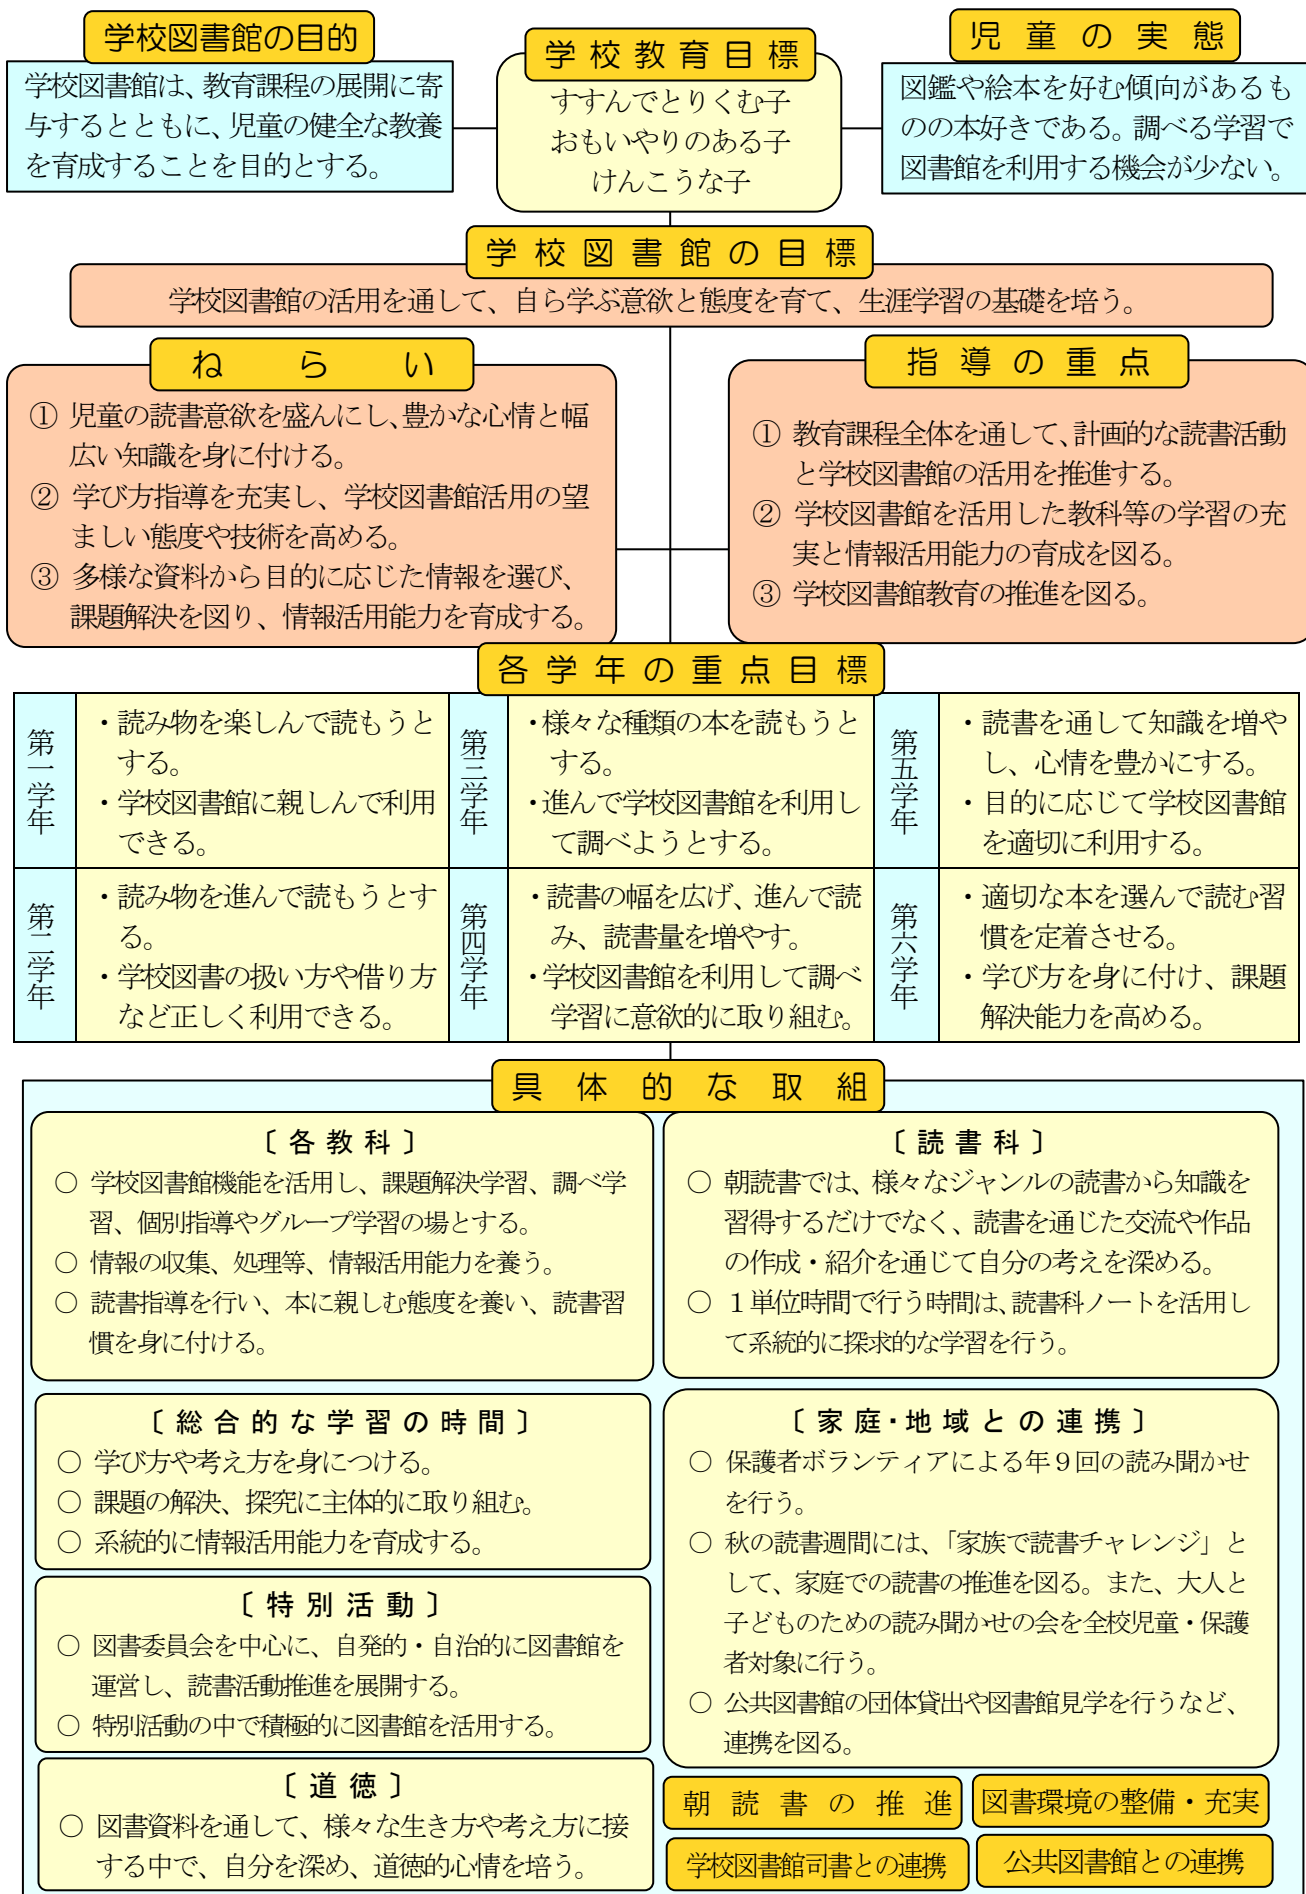 学校図書館の目的
学校図書館は、教育課程の展開に寄
与するとともに、児童の健全な教養
を育成することを目的とする。
学校教育目標
すすんでとりくむ子
おもいやりのある子
けんこうな子
児童の実態
図鑑や絵本を好む傾向があるも
のの本好きである。調べる学習で
図書館を利用する機会が少ない。
学校図書館の目標
学校図書館の活用を通して、自ら学ぶ意欲と態度を育て、生涯学習の基礎を培う。
ねらい
① 児童の読書意欲を盛んにし、豊かな心情と幅
広い知識を身に付ける。
② 学び方指導を充実し、学校図書館活用の望
ましい態度や技術を高める。
③ 多様な資料から目的に応じた情報を選び、
課題解決を図り、情報活用能力を育成する。
指導の重点
① 教育課程全体を通して、計画的な読書活動
と学校図書館の活用を推進する。
② 学校図書館を活用した教科等の学習の充
実と情報活用能力の育成を図る。
③ 学校図書館教育の推進を図る。
各学年の重点目標
第一学年
・読み物を楽しんで読もうと
する。
・学校図書館に親しんで利用
できる。
第三学年
・様々な種類の本を読もうと
する。
・進んで学校図書館を利用し
て調べようとする。
第五学年
・読書を通して知識を増や
し、心情を豊かにする。
・目的に応じて学校図書館
を適切に利用する。
第二学年
・読み物を進んで読もうとす
る。
・学校図書の扱い方や借り方
など正しく利用できる。
第四学年
・読書の幅を広げ、進んで読
み、読書量を増やす。
・学校図書館を利用して調べ
学習に意欲的に取り組む。
第六学年
・適切な本を選んで読む習
慣を定着させる。
・学び方を身に付け、課題
解決能力を高める。
具体的な取組
〔各教科〕
○ 学校図書館機能を活用し、課題解決学習、調べ学
習、個別指導やグループ学習の場とする。
○ 情報の収集、処理等、情報活用能力を養う。
○ 読書指導を行い、本に親しむ態度を養い、読書習
慣を身に付ける。
〔読書科〕
○ 朝読書では、様々なジャンルの読書から知識を
習得するだけでなく、読書を通じた交流や作品
の作成・紹介を通じて自分の考えを深める。
○ １単位時間で行う時間は、読書科ノートを活用し
て系統的に探求的な学習を行う。
〔総合的な学習の時間〕
○ 学び方や考え方を身につける。
○ 課題の解決、探究に主体的に取り組む。
○ 系統的に情報活用能力を育成する。
〔特別活動〕
○ 図書委員会を中心に、自発的・自治的に図書館を
運営し、読書活動推進を展開する。
○ 特別活動の中で積極的に図書館を活用する。
〔道徳〕
○ 図書資料を通して、様々な生き方や考え方に接
する中で、自分を深め、道徳的心情を培う。
〔家庭・地域との連携〕
○ 保護者ボランティアによる年９回の読み聞かせ
を行う。
○ 秋の読書週間には、「家族で読書チャレンジ」と
して、家庭での読書の推進を図る。また、大人と
子どものための読み聞かせの会を全校児童・保護
者対象に行う。
○ 公共図書館の団体貸出や図書館見学を行うなど、
連携を図る。
朝読書の推進
図書環境の整備・充実
学校図書館司書との連携
公共図書館との連携